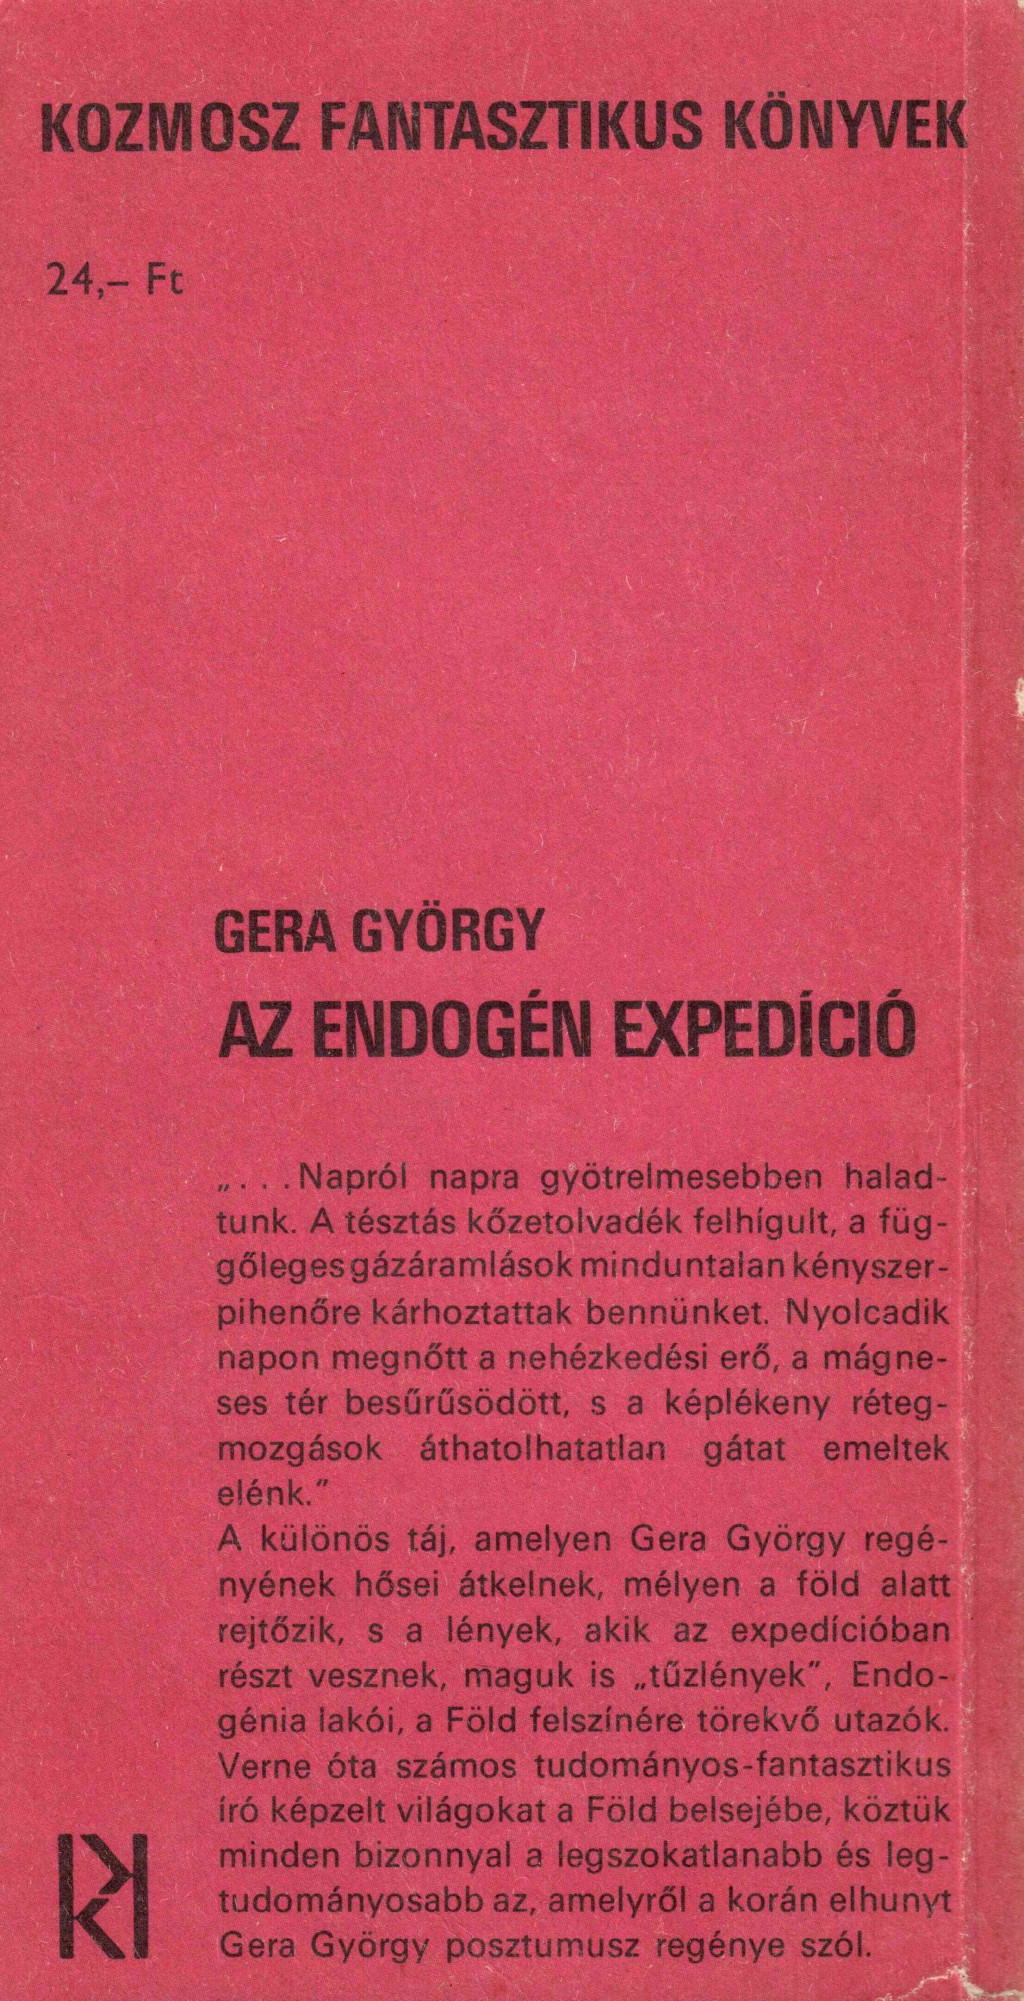 KOZMOSZ FANTASZTIKUS KÖNYVEK
24,– Ft
GERA GYÖRGY
AZ ENDOGÉN EXPEDÍCIÓ
„. . .Napról napra gyötrelmesebben halad-
tunk. A tésztás kőzetolvadék felhígult, a füg-
gőleges gázáramlások minduntalan kényszer-
pihenőre kárhoztattak bennünket. Nyolcadik
napon megnőtt a nehézkedési erő, a mágne-
ses tér besűrűsödött, s a képlékeny réteg-
mozgások áthatolhatatlan gátat emeltek
elénk."
A különös táj, amelyen Gera György regé-
nyének hősei átkelnek, mélyen a föld alatt
rejtőzik, s a lények, akik az expedícióban
részt vesznek, maguk is „tűzlények", Endo-
génia lakói, a Föld felszínére törekvő utazók.
Verne óta számos tudományos-fantasztikus
író képzelt világokat a Föld belsejébe, köztük
minden bizonnyal a legszokatlanabb és leg-
tudományosabb az, amelyről a korán elhunyt
Gera György posztumusz regénye szól.